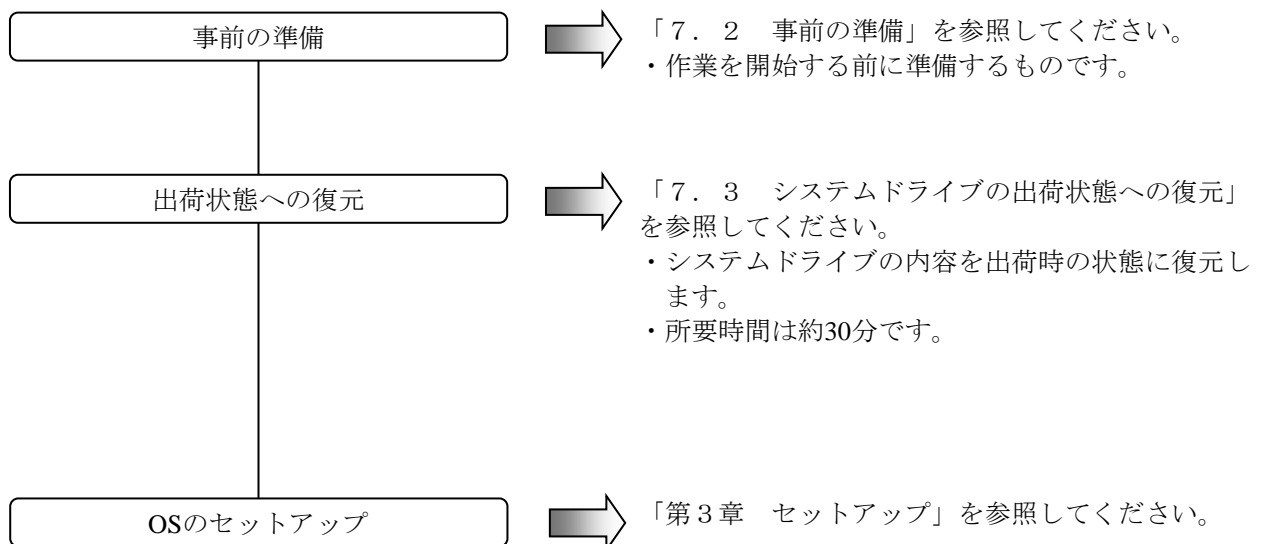 事前の準備
「７．２　事前の準備」を参照してください。
・作業を開始する前に準備するものです。
出荷状態への復元
「７．３　システムドライブの出荷状態への復元」
を参照してください。
・システムドライブの内容を出荷時の状態に復元し
ます。
・所要時間は約30分です。
OSのセットアップ
「第３章　セットアップ」を参照してください。